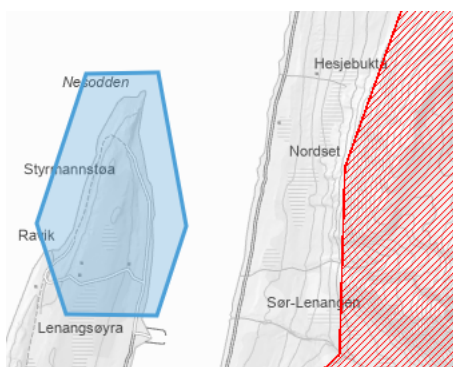 Hesjebukta
Nesodden
Nordset
Styrmannstøa
Ravik
Sør-Lenangen
Lenangsøyra